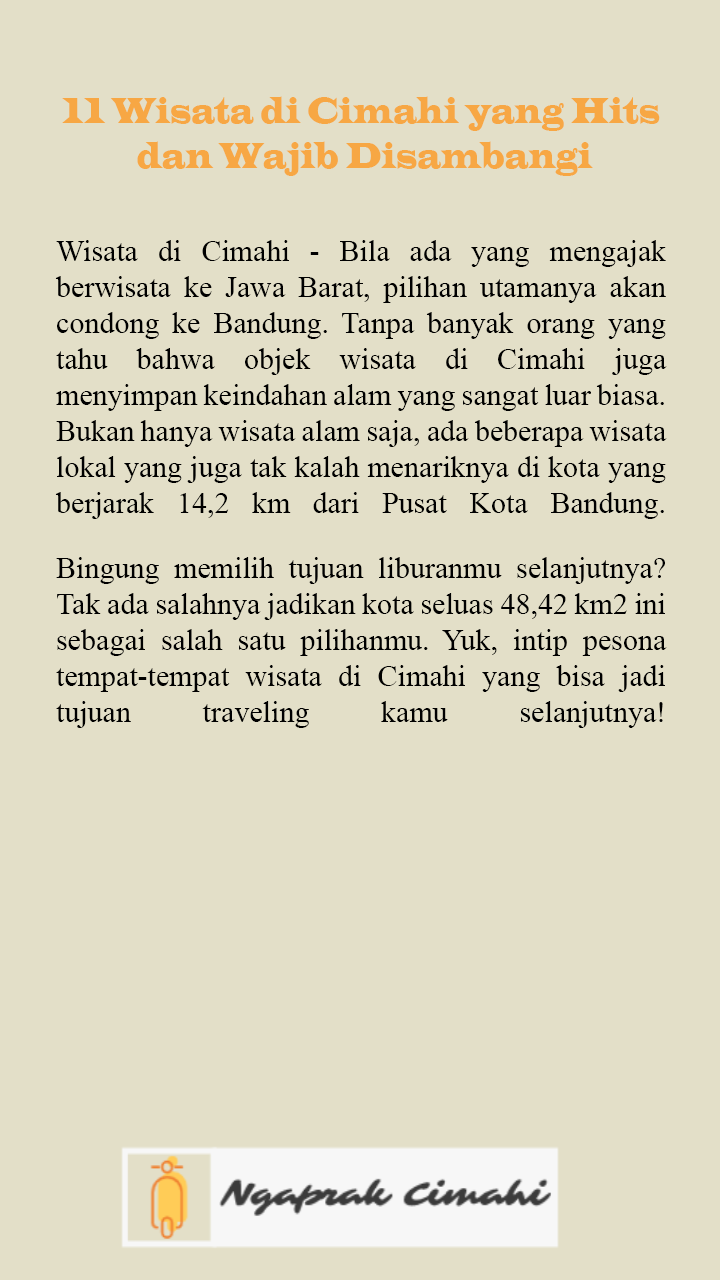 11 Wisata di Cimahi yang Hits
dan Wajib Disambangi
Wisata di Cimahi - Bila ada yang mengajak
berwisata ke Jawa Barat, pilihan utamanya akan
condong ke Bandung. Tanpa banyak orang yang
tahu bahwa objek wisata di Cimahi juga
menyimpan keindahan alam yang sangat luar biasa.
Bukan hanya wisata alam saja, ada beberapa wisata
lokal yang juga tak kalah menariknya di kota yang
berjarak 14,2 km dari Pusat Kota Bandung.
Bingung memilih tujuan liburanmu selanjutnya?
Tak ada salahnya jadikan kota seluas 48,42 km2 ini
sebagai salah satu pilihanmu. Yuk, intip pesona
tempat-tempat wisata di Cimahi yang bisa jadi
tujuan traveling kamu selanjutnya!
Ngaprak Cimahi